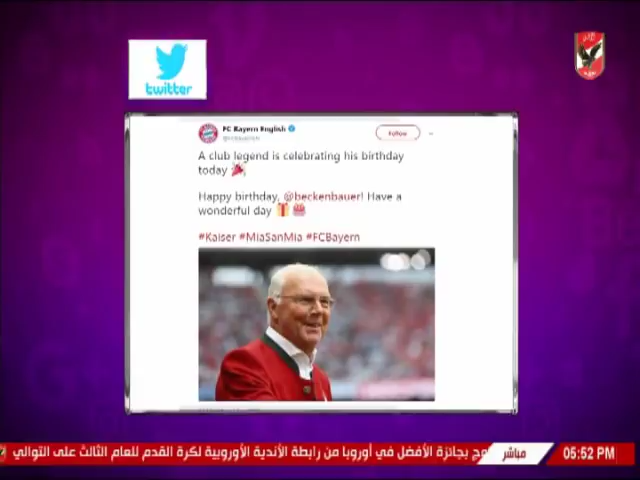 twitter
FC Bayern English
Follow
A club legend is celebrating his birthday
today
Happy birthday, @beckenbauer! Have a
wonderful day
#Kaiser #MiaSanMia #FCBayern
وج بجائزة الأفضل في أوروبا من رابطة الأندية الأوروبية لكرة القدم للعام الثالث على التوالي
مباشر
05:52 PM